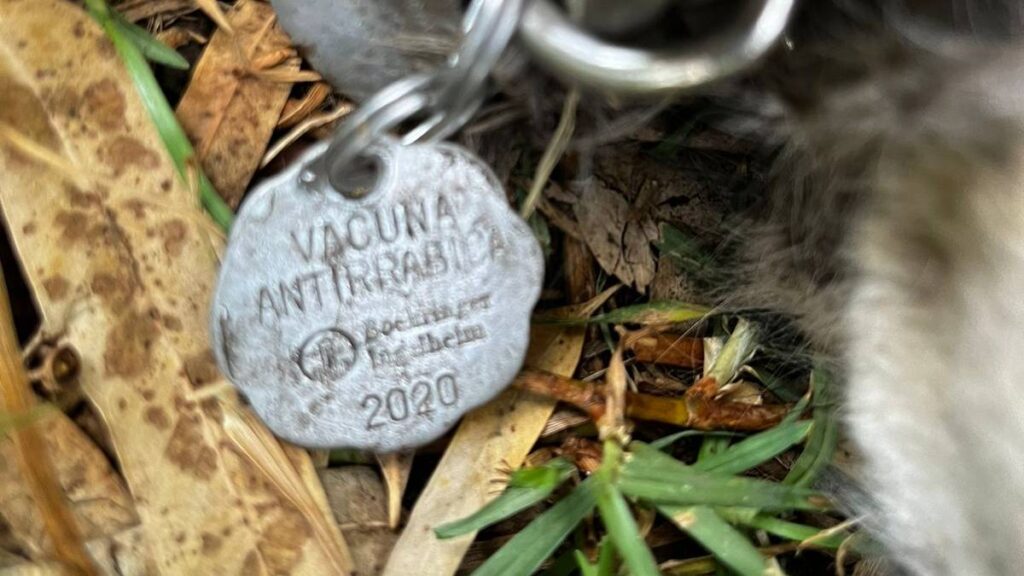 VACUNA
ANTIRRABICA
Boehringer
Ingelheim
2020